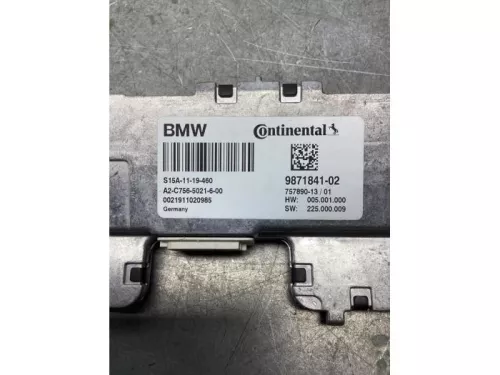 BMW
Continental
S15A-11-19-460
A2-C756-5021-6-00
0021911020985
Germany
9871841-02
757890-13 / 01
HW: 005.001.000
SW: 225.000.009